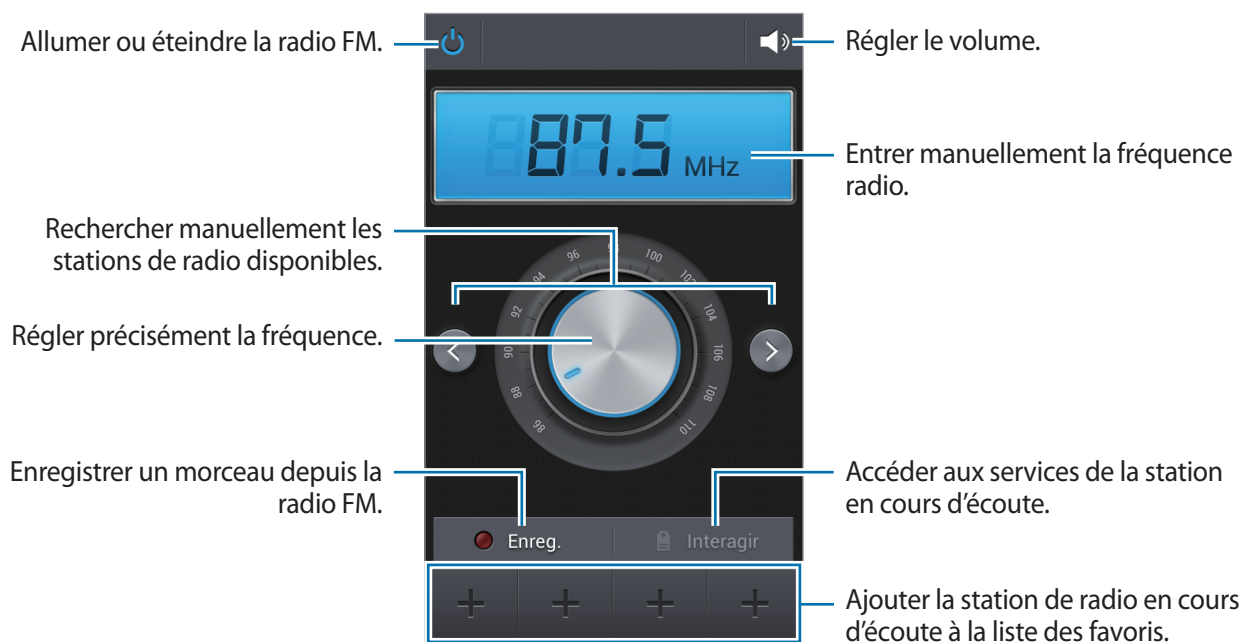 Allumer ou éteindre la radio FM.
Régler le volume.
87.5 MHz
Entrer manuellement la fréquence
radio.
Rechercher manuellement les
stations de radio disponibles.
Régler précisément la fréquence.
86
88
90
92
94
96
98
100
102
104
106
108
110
Enregistrer un morceau depuis la
radio FM.
Accéder aux services de la station
en cours d'écoute.
Enreg.
Interagir
Ajouter la station de radio en cours
d'écoute à la liste des favoris.